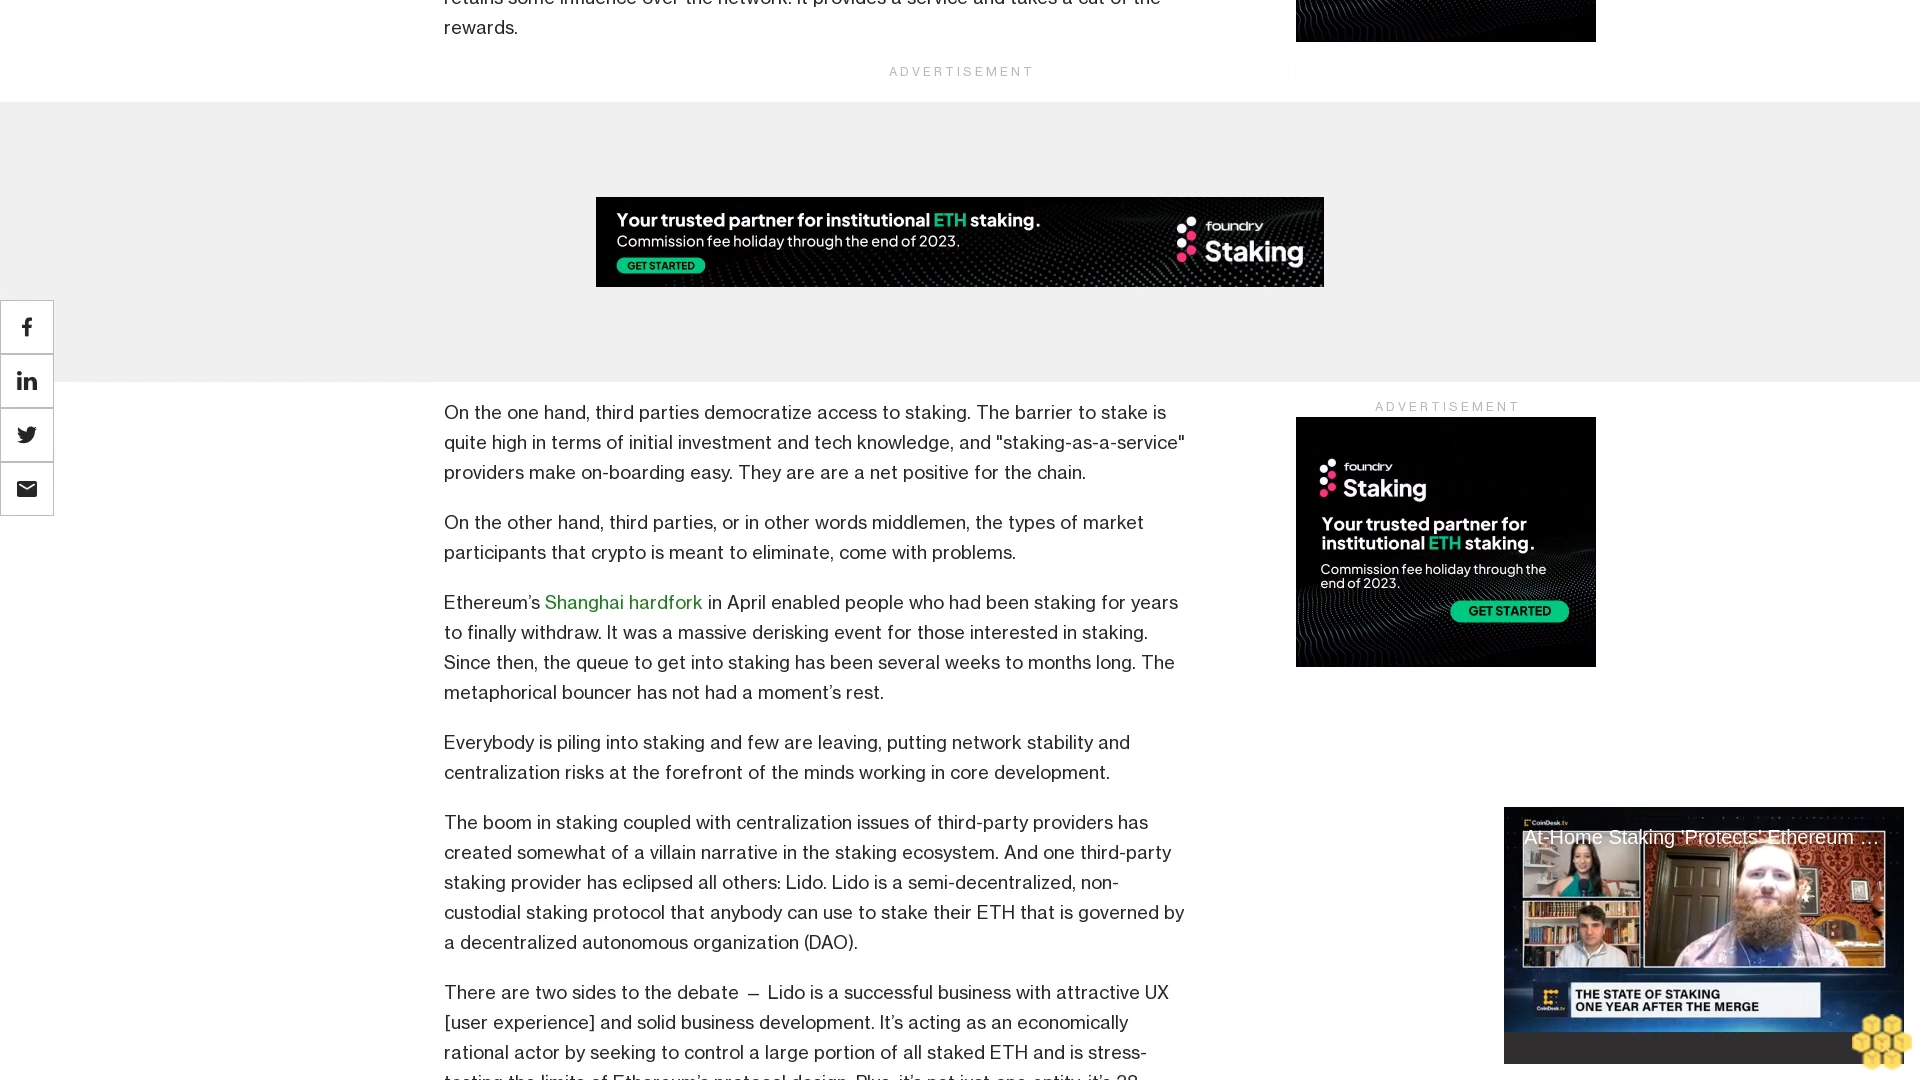 rewards.
ADVERTISEMENT
Your trusted partner for institutional ETH staking.
Commission fee holiday through the end of 2023.
GET STARTED
foundry
Staking
On the one hand, third parties democratize access to staking. The barrier to stake is
quite high in terms of initial investment and tech knowledge, and "staking-as-a-service"
providers make on-boarding easy. They are are a net positive for the chain.
On the other hand, third parties, or in other words middlemen, the types of market
participants that crypto is meant to eliminate, come with problems.
Ethereum’s Shanghai hardfork in April enabled people who had been staking for years
to finally withdraw. It was a massive derisking event for those interested in staking.
Since then, the queue to get into staking has been several weeks to months long. The
metaphorical bouncer has not had a moment’s rest.
Everybody is piling into staking and few are leaving, putting network stability and
centralization risks at the forefront of the minds working in core development.
The boom in staking coupled with centralization issues of third-party providers has
created somewhat of a villain narrative in the staking ecosystem. And one third-party
staking provider has eclipsed all others: Lido. Lido is a semi-decentralized, non-
custodial staking protocol that anybody can use to stake their ETH that is governed by
a decentralized autonomous organization (DAO).
There are two sides to the debate — Lido is a successful business with attractive UX
[user experience] and solid business development. It’s acting as an economically
rational actor by seeking to control a large portion of all staked ETH and is stress-
ADVERTISEMENT
foundry
Staking
Your trusted partner for
institutional ETH staking.
Commission fee holiday through the
end of 2023.
GET STARTED
CoinDesk.tv
At-Home Staking 'Protects' Ethereum …
CoinDesk.tv
THE STATE OF STAKING
ONE YEAR AFTER THE MERGE